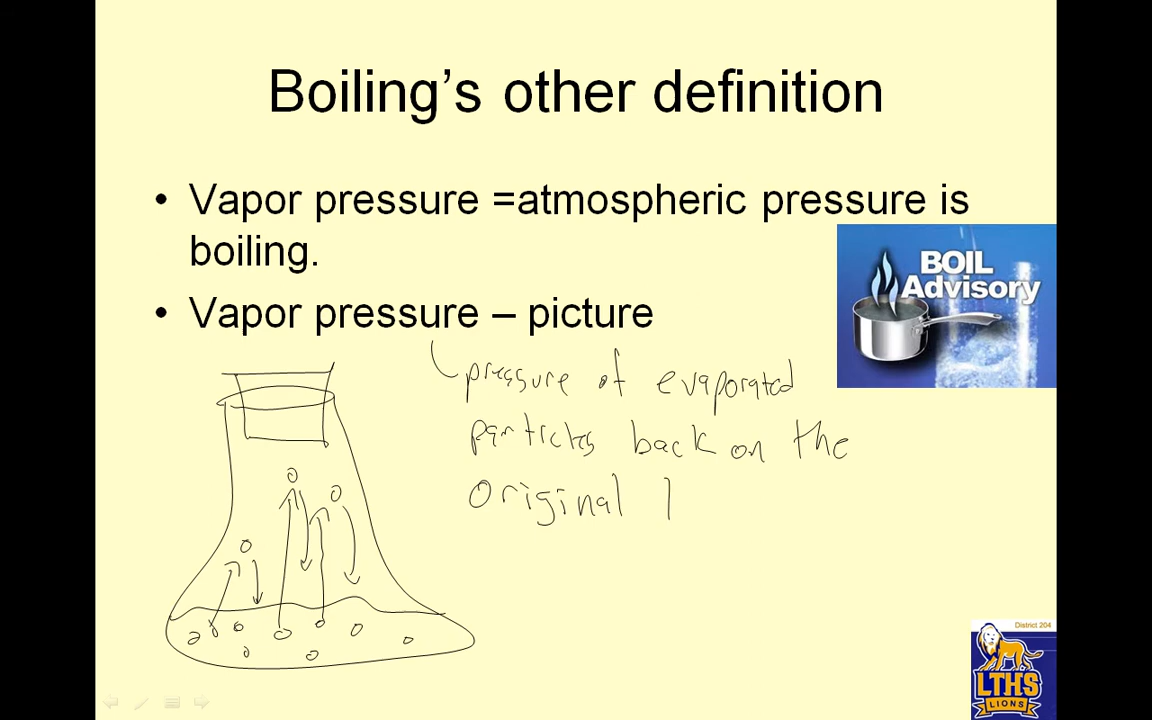 Boiling's other definition
• Vapor pressure =atmospheric pressure is
boiling.
• Vapor pressure – picture
BOIL
Advisory
pressure of evaporated
particles back on the
original l
District 204
LTHS
LIONS